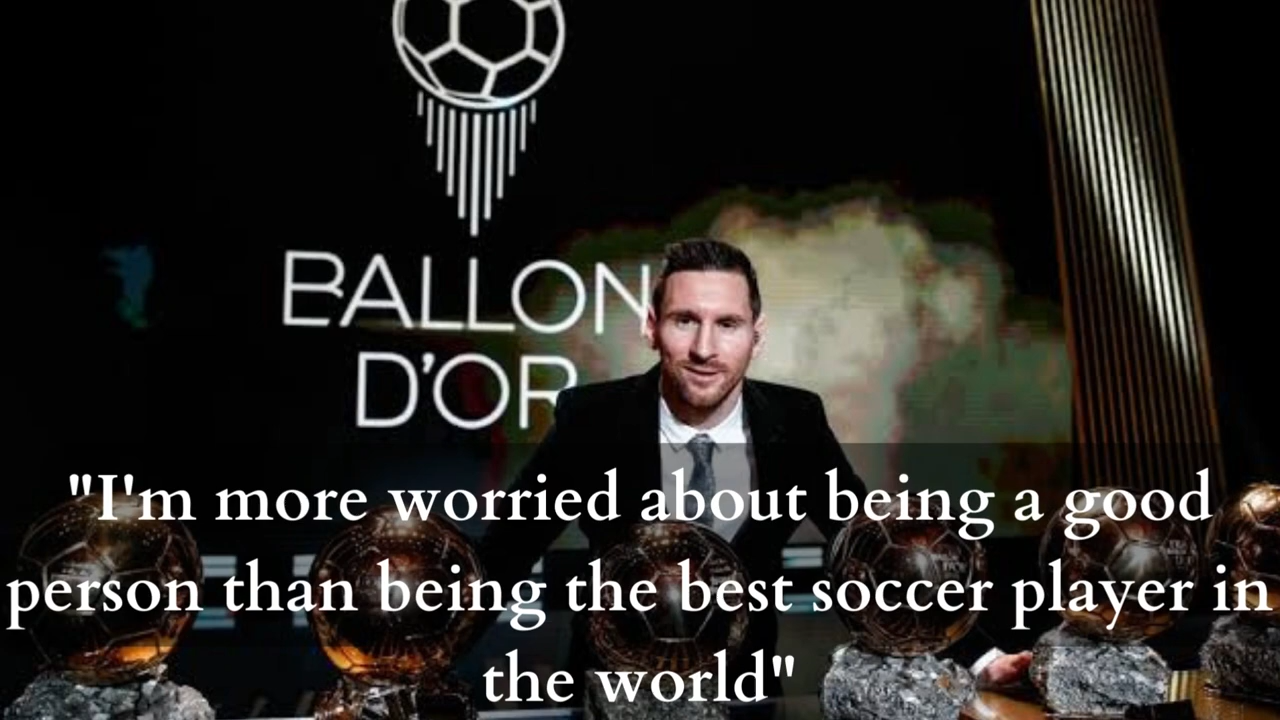 BALLON
D'OR
"I'm more worried about being a good
person than being the best soccer player in
the world"